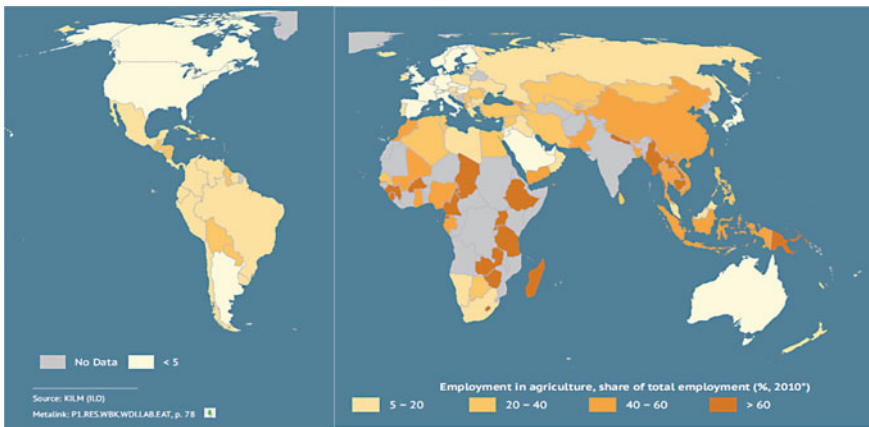 No Data
< 5
Source: KILM (ILO)
Metalink: P1.RES.WBK.WDI.LAB.EAT, p. 78
Employment in agriculture, share of total employment (%, 2010*)
5 – 20
20 – 40
40 – 60
> 60